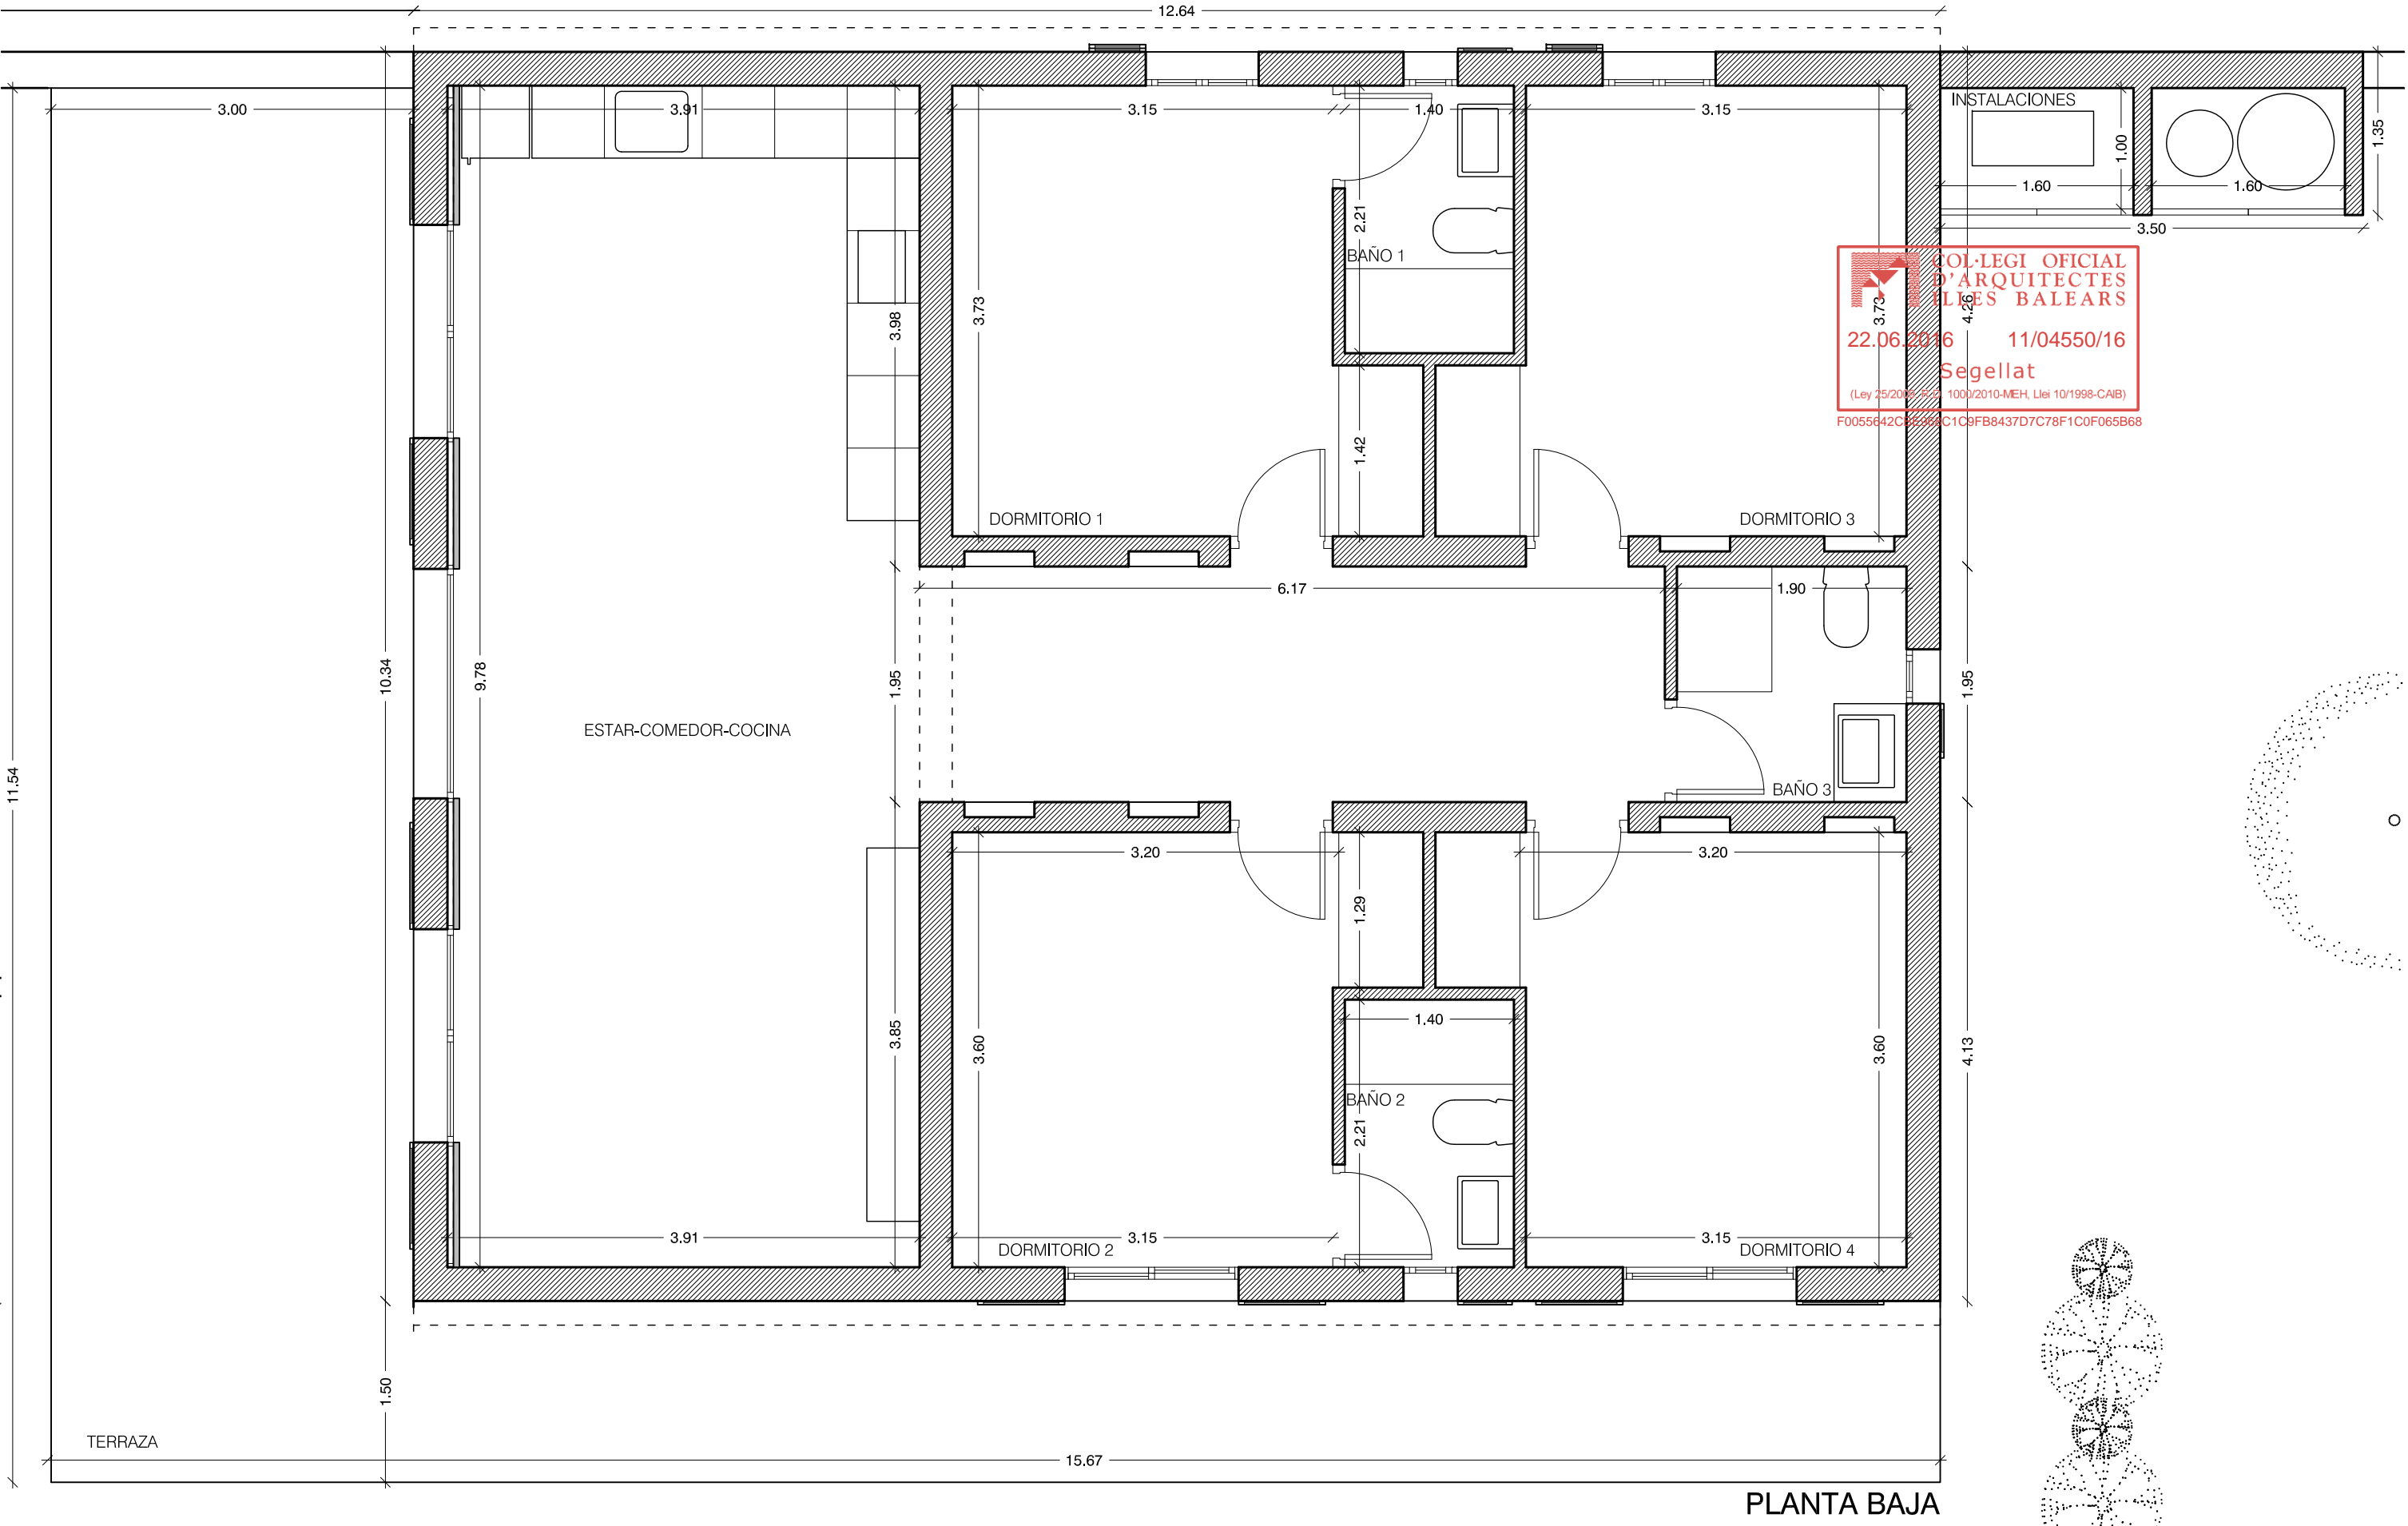 12.64
3.00
3.91
3.15
1.40
3.15
INSTALACIONES
1.00
1.35
1.60
1.60
3.50
2.21
BAÑO 1
3.98
3.73
3.73
4.26
COL·LEGI OFICIAL
D'ARQUITECTES
ILLES BALEARS
22.06.2016 11/04550/16
Segellat
1.42
DORMITORIO 1
DORMITORIO 3
6.17
1.90
10.34
9.78
1.95
1.95
ESTAR-COMEDOR-COCINA
11.54
BAÑO 3
3.20
3.20
1.29
3.85
3.60
1.40
3.60
4.13
BAÑO 2
2.21
3.91
3.15
3.15
DORMITORIO 2
DORMITORIO 4
1.50
TERRAZA
15.67
PLANTA BAJA